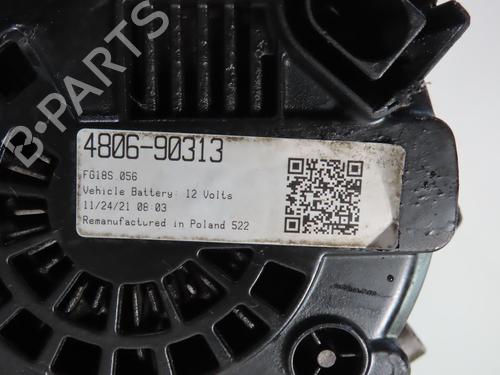 B-PARTS
4806-90313
FG18S.056
Vehicle Battery: 12 Volts
11/24/21 08:03
Remanufactured in Poland 522